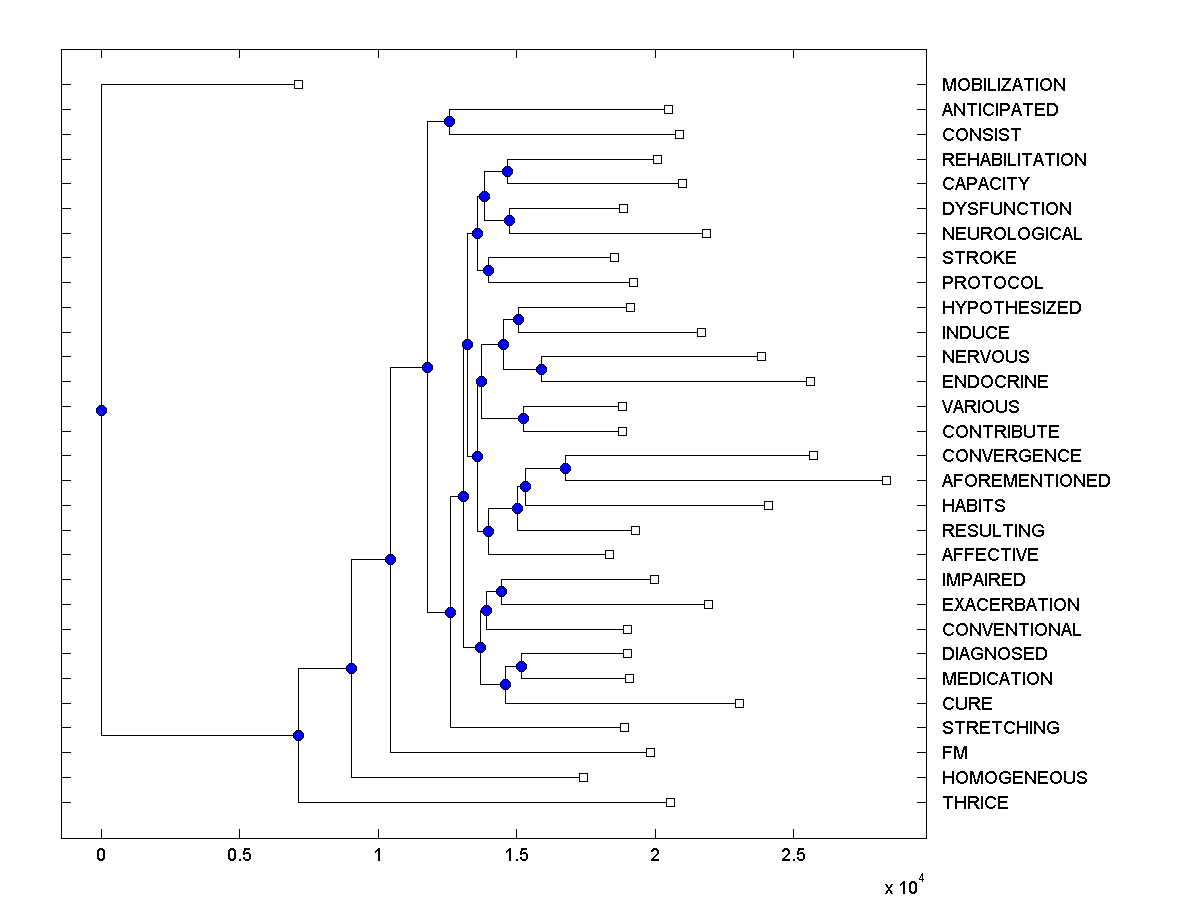 MOBILIZATION
ANTICIPATED
CONSIST
REHABILITATION
CAPACITY
DYSFUNCTION
NEUROLOGICAL
STROKE
PROTOCOL
HYPOTHESIZED
INDUCE
NERVOUS
ENDOCRINE
VARIOUS
CONTRIBUTE
CONVERGENCE
AFOREMENTIONED
HABITS
RESULTING
AFFECTIVE
IMPAIRED
EXACERBATION
CONVENTIONAL
DIAGNOSED
MEDICATION
CURE
STRETCHING
FM
HOMOGENEOUS
THRICE
0 0.5 1 1.5 2 2.5
x 10^4